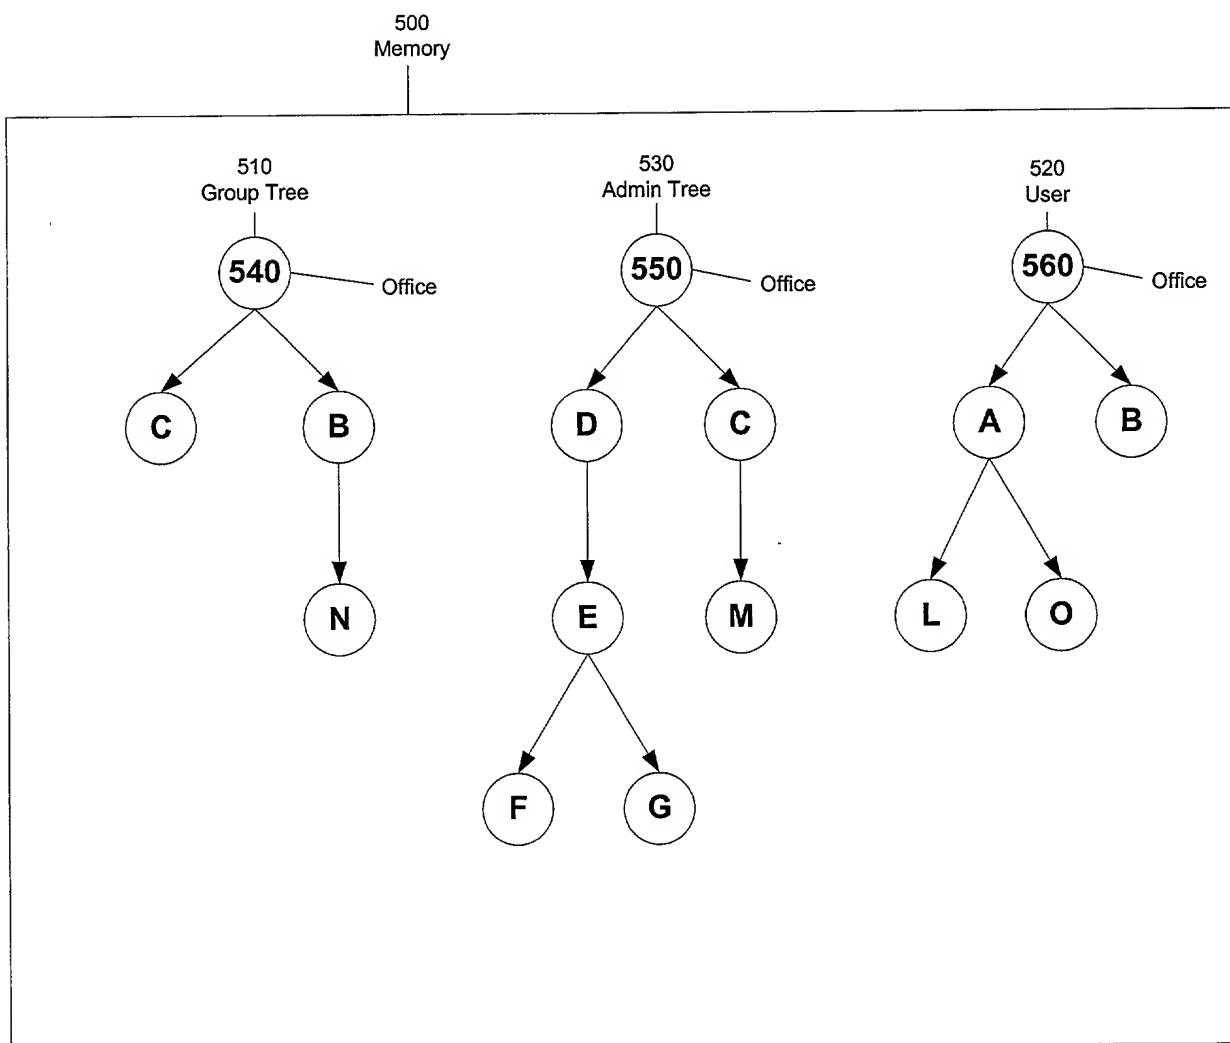 500
Memory
510
Group Tree
530
Admin Tree
520
User
540
Office
550
Office
560
Office
C
B
D
C
A
B
N
E
M
L
O
F
G